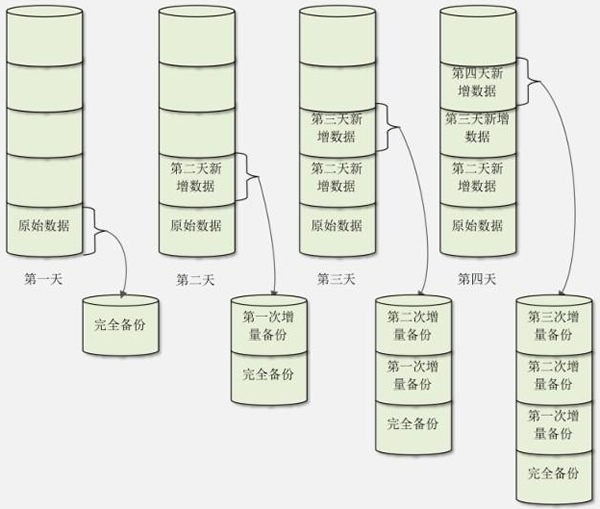 原始数据
第一天
完全备份
第二天新
增数据
原始数据
第二天
第一次增
量备份
完全备份
第三天新
增数据
第二天新
增数据
原始数据
第三天
第二次增
量备份
第一次增
量备份
完全备份
第四天新
增数据
第三天新增
数据
第二天新
增数据
原始数据
第四天
第三次增
量备份
第二次增
量备份
第一次增
量备份
完全备份